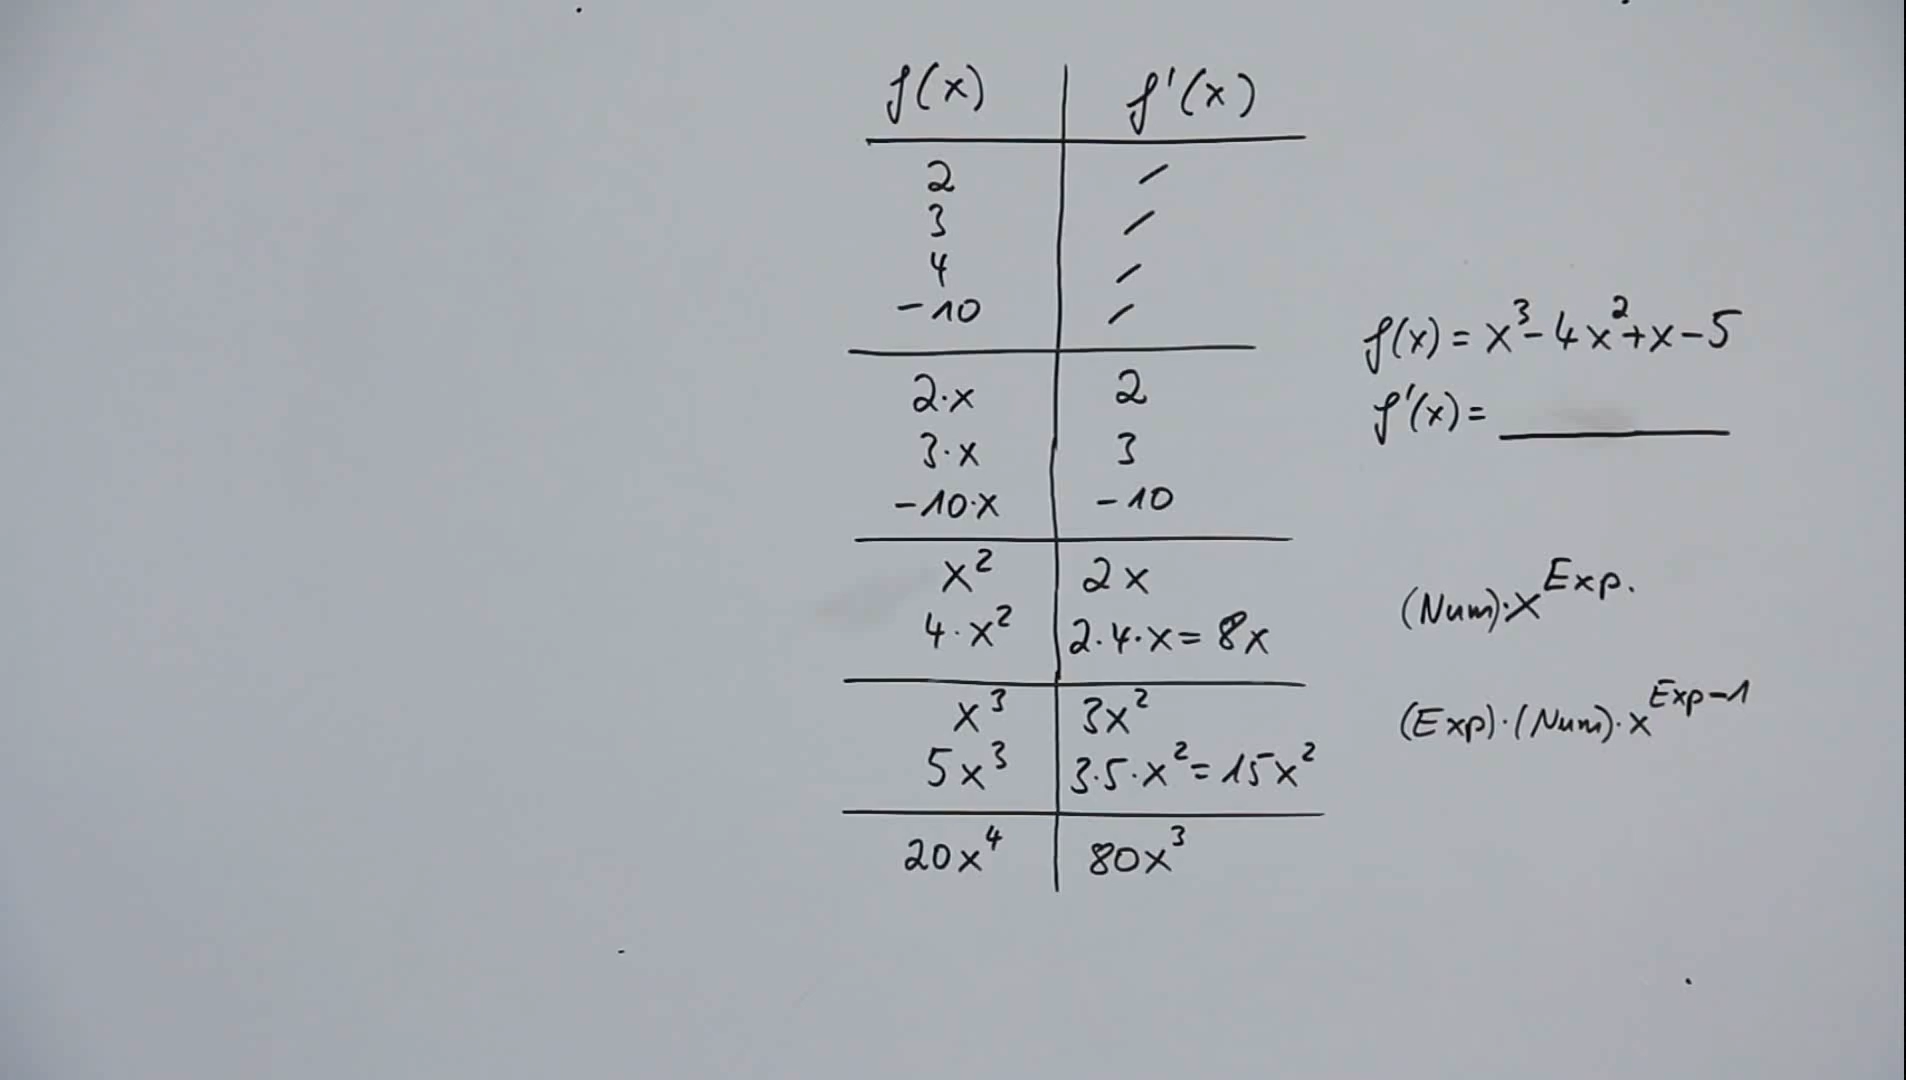 f(x) f'(x)
2 /
3 /
4 /
-10 /
2·x 2
3·x 3
-10·x -10
x² 2x
4·x² 2·4·x = 8x
x³ 3x²
5x³ 3·5·x² = 15x²
20x⁴ 80x³
f(x) = x³ - 4x² + x - 5
f'(x) = ________
(Num)·x^Exp.
(Exp)·(Num)·x^Exp-1